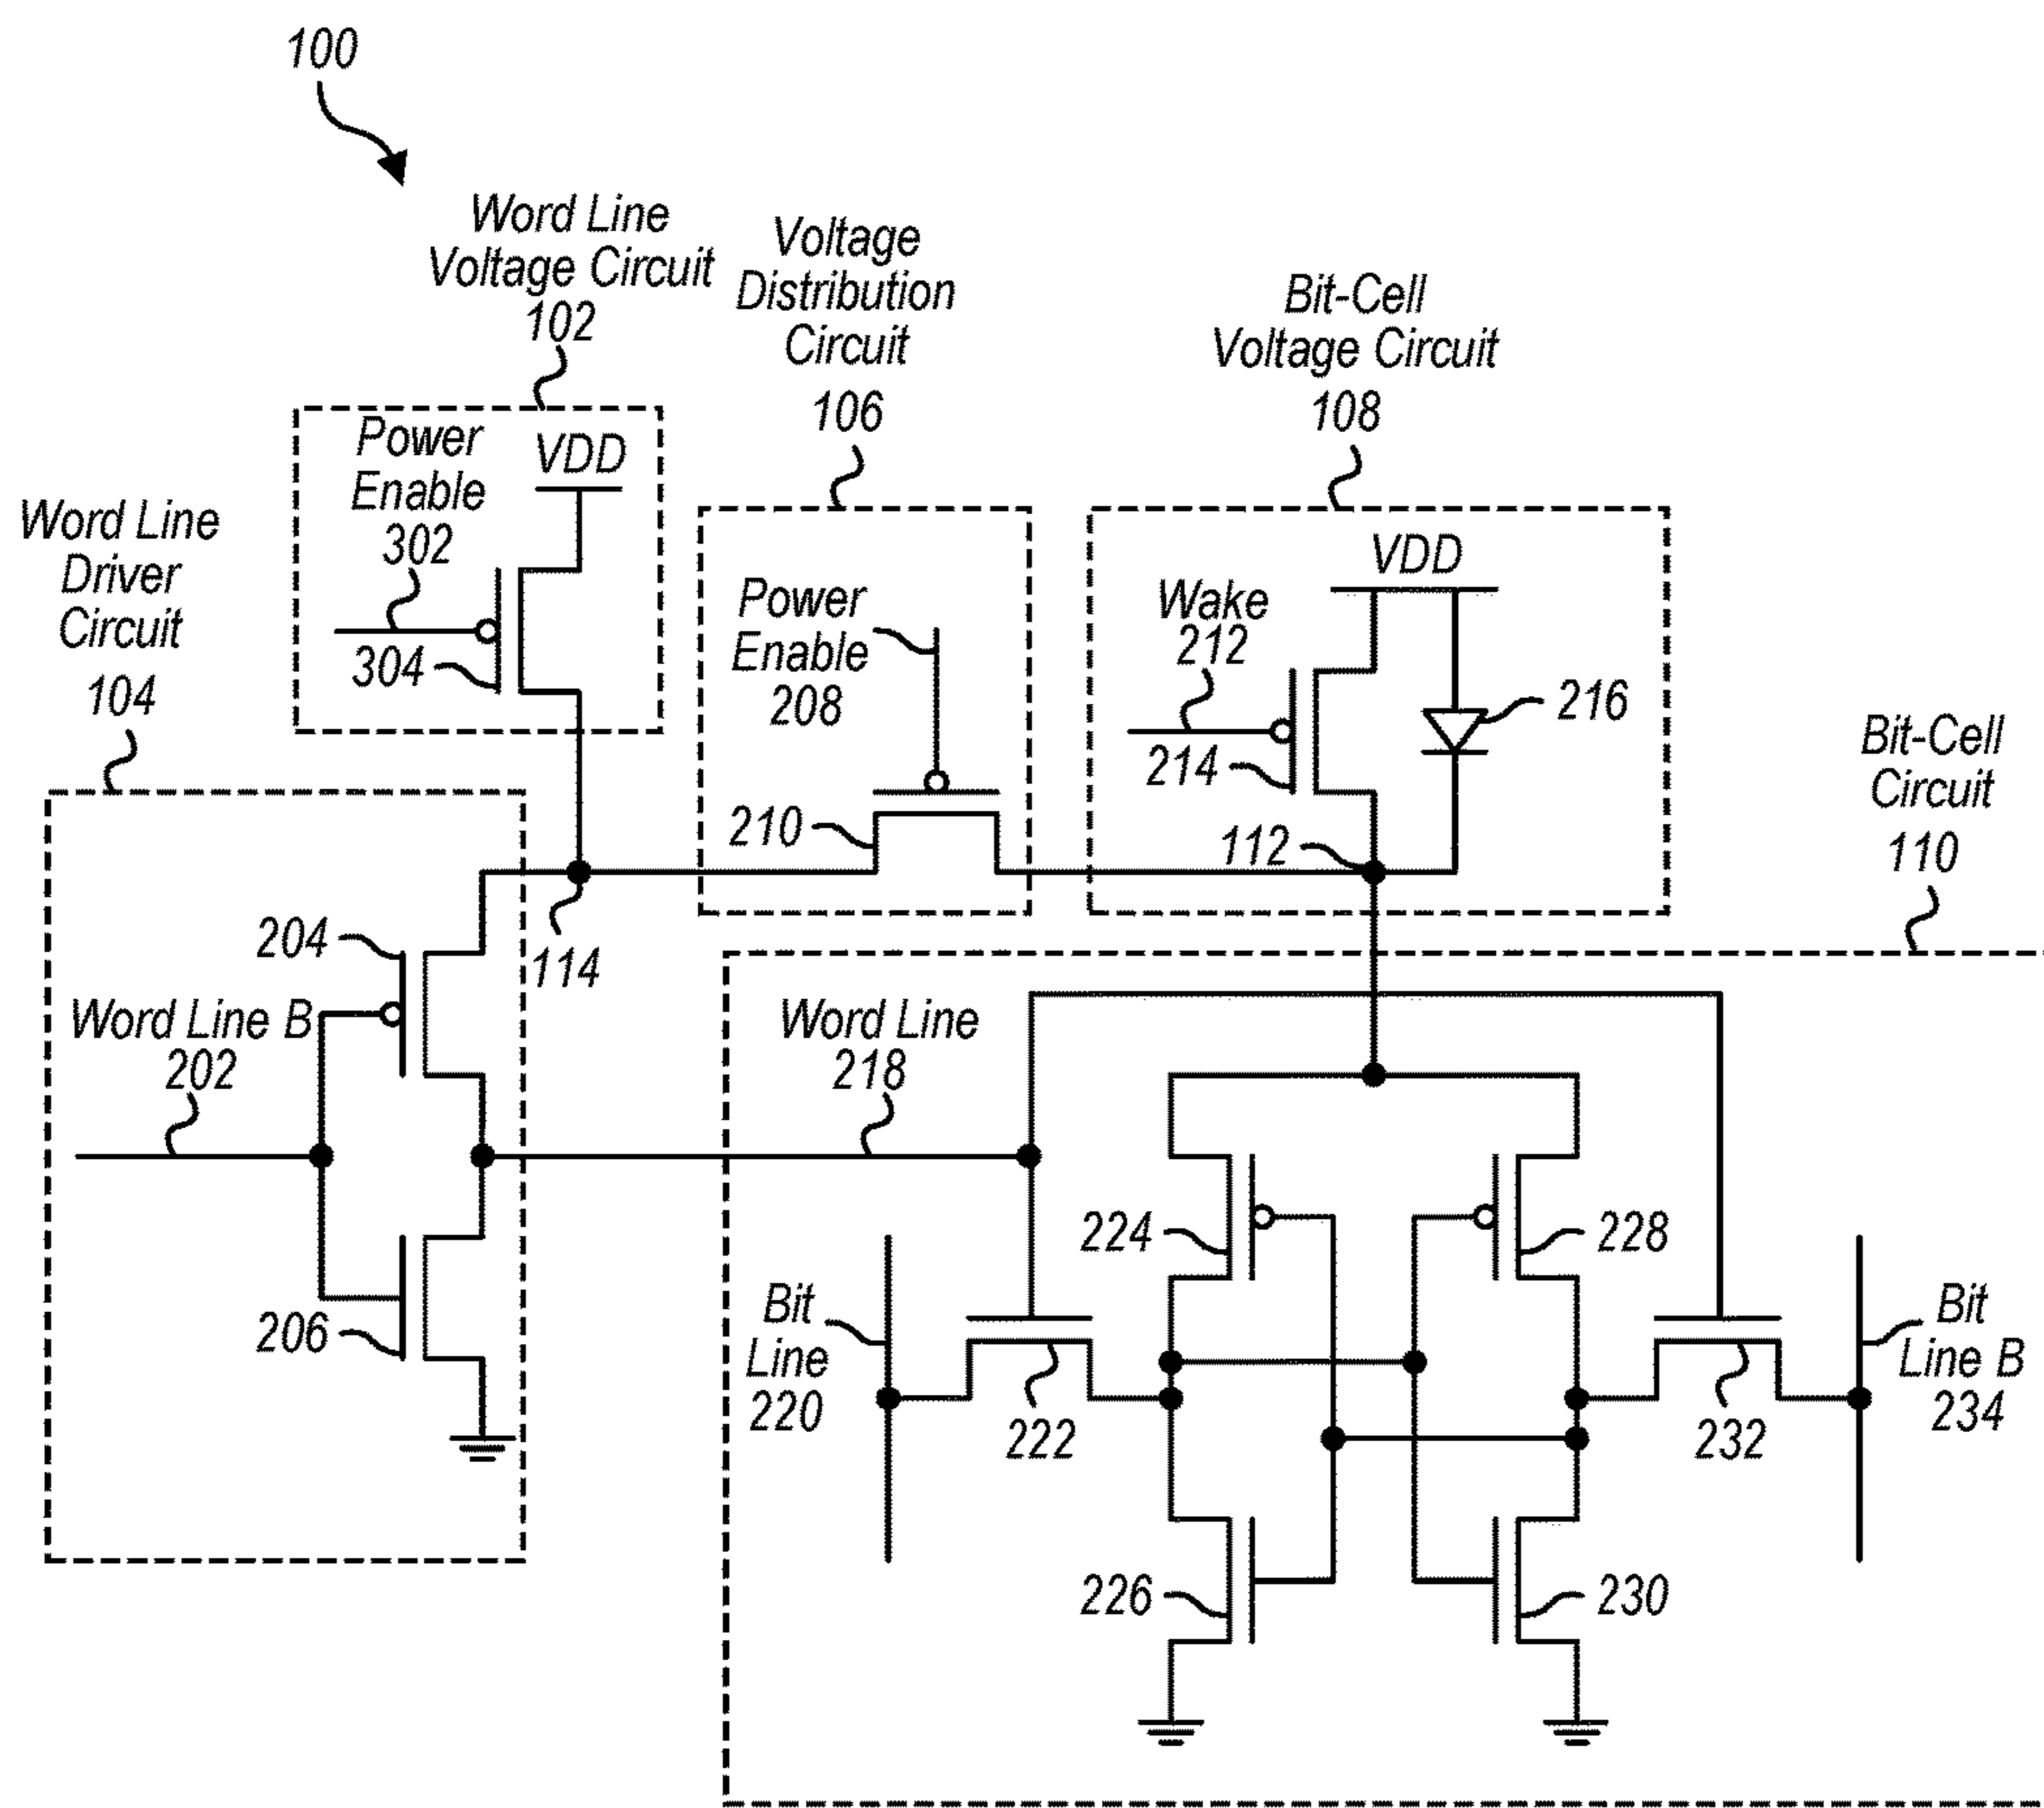 100
Word Line
Voltage Circuit
102
Voltage
Distribution
Circuit
106
Bit-Cell
Voltage Circuit
108
Word Line
Driver
Circuit
104
Power
Enable
302
VDD
304
Power
Enable
208
210
VDD
Wake
212
214
216
112
Bit-Cell
Circuit
110
204
114
Word Line B
202
Word Line
218
206
Bit
Line
220
222
224
226
228
230
232
Bit
Line B
234